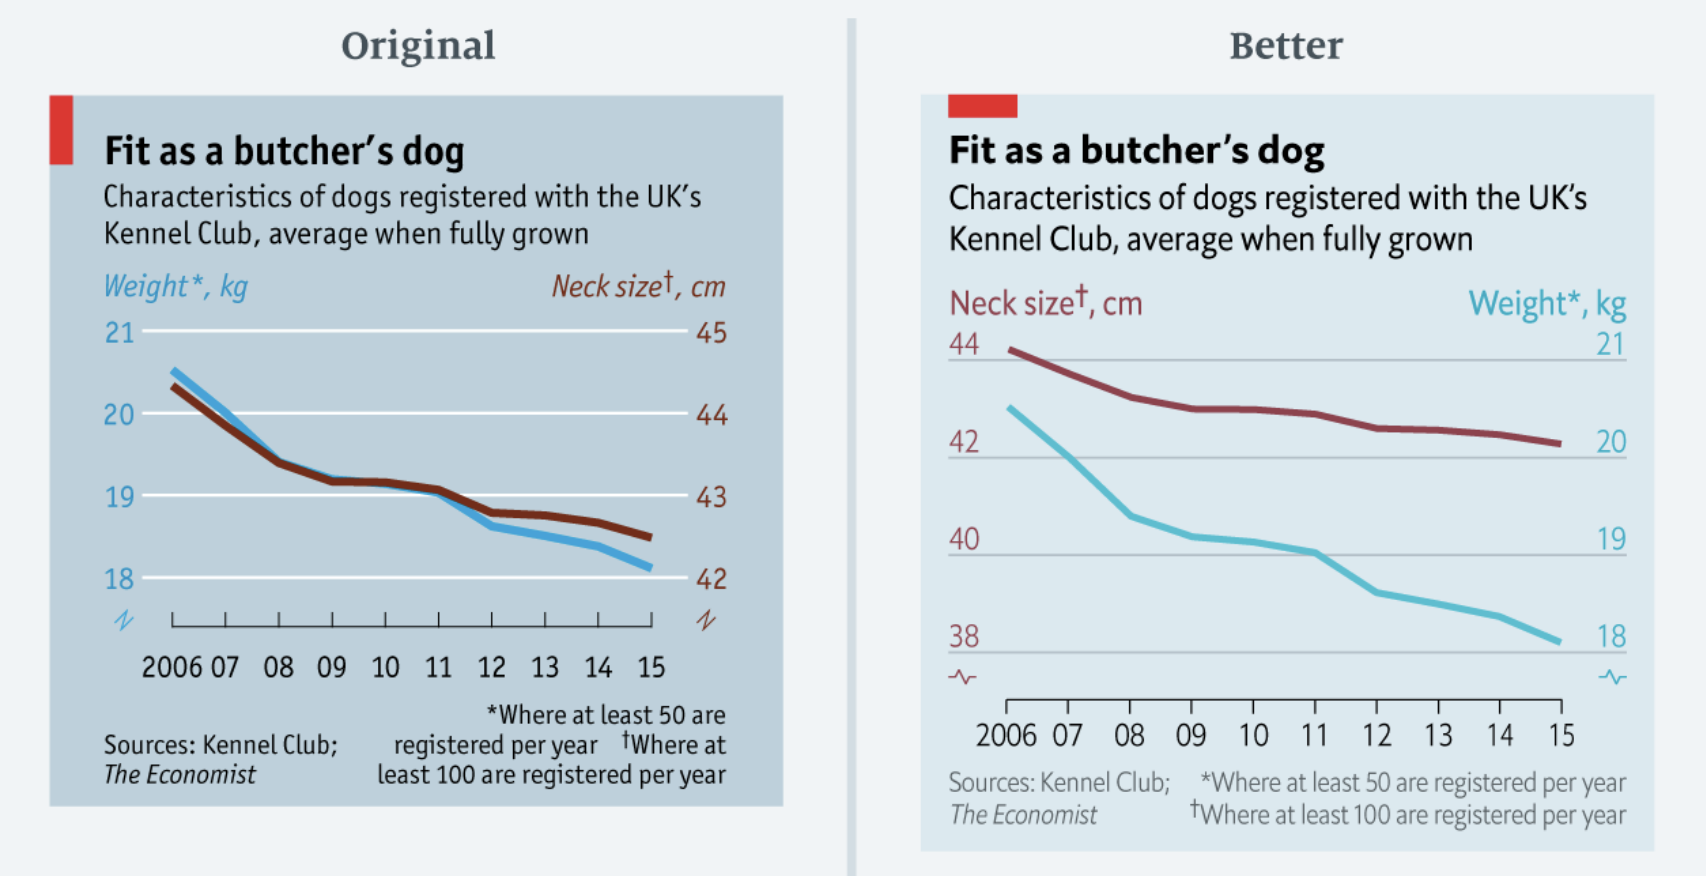 Original
Fit as a butcher's dog
Characteristics of dogs registered with the UK's
Kennel Club, average when fully grown
Weight*, kg Neck size†, cm
21 45
20 44
19 43
18 42
2006 07 08 09 10 11 12 13 14 15
*Where at least 50 are
Sources: Kennel Club; registered per year †Where at
The Economist least 100 are registered per year
Better
Fit as a butcher's dog
Characteristics of dogs registered with the UK's
Kennel Club, average when fully grown
Neck size†, cm Weight*, kg
44 21
42 20
40 19
38 18
2006 07 08 09 10 11 12 13 14 15
Sources: Kennel Club; *Where at least 50 are registered per year
The Economist †Where at least 100 are registered per year